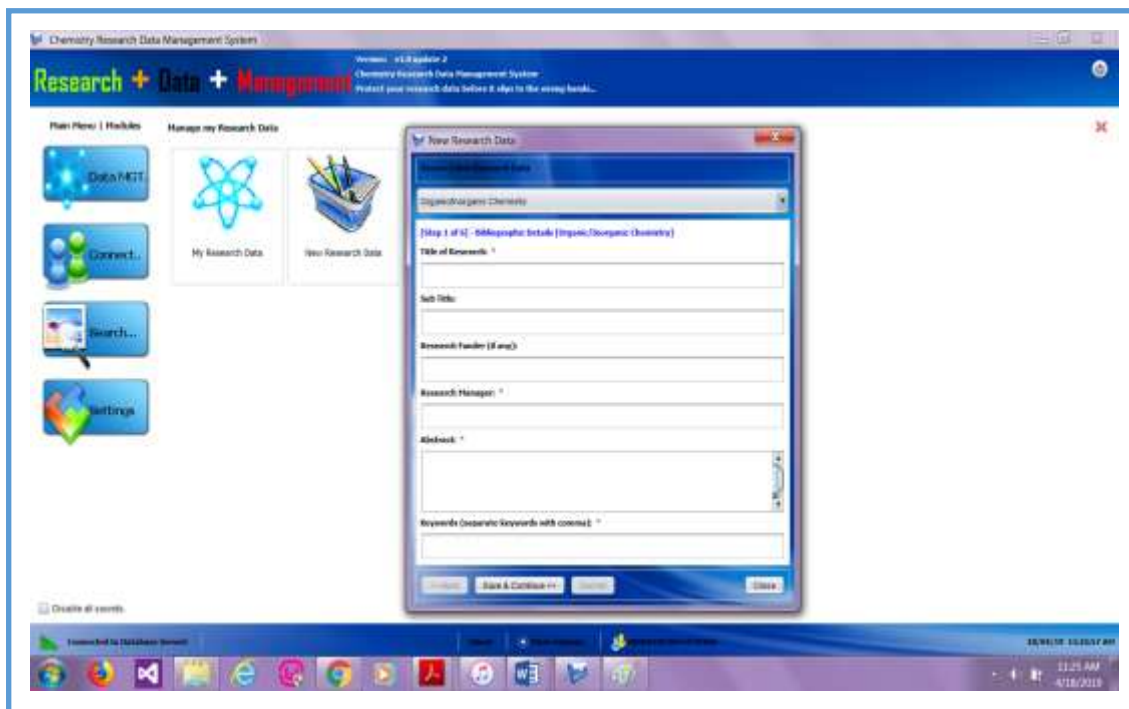 Chemistry Research Data Management System
Research + Data + Management
Version: v1.0 update 2
Chemistry Research Data Management System
Protect your research data before it slips to the wrong hands...
Main Menu | Modules
Manage my Research Data
Data MGT.
Connect..
Search...
Settings
My Research Data
New Research Data
New Research Data
Organic/Inorganic Chemistry
[Step 1 of 6] - Bibliographic Details [Organic/Inorganic Chemistry]
Title of Research: *
Sub Title:
Research Funder (if any):
Research Manager: *
Abstract: *
Keywords (separate keywords with comma): *
Save & Continue >>
Close
Disable all sounds.
Connected to Database Server!
11:25 AM
4/18/2019